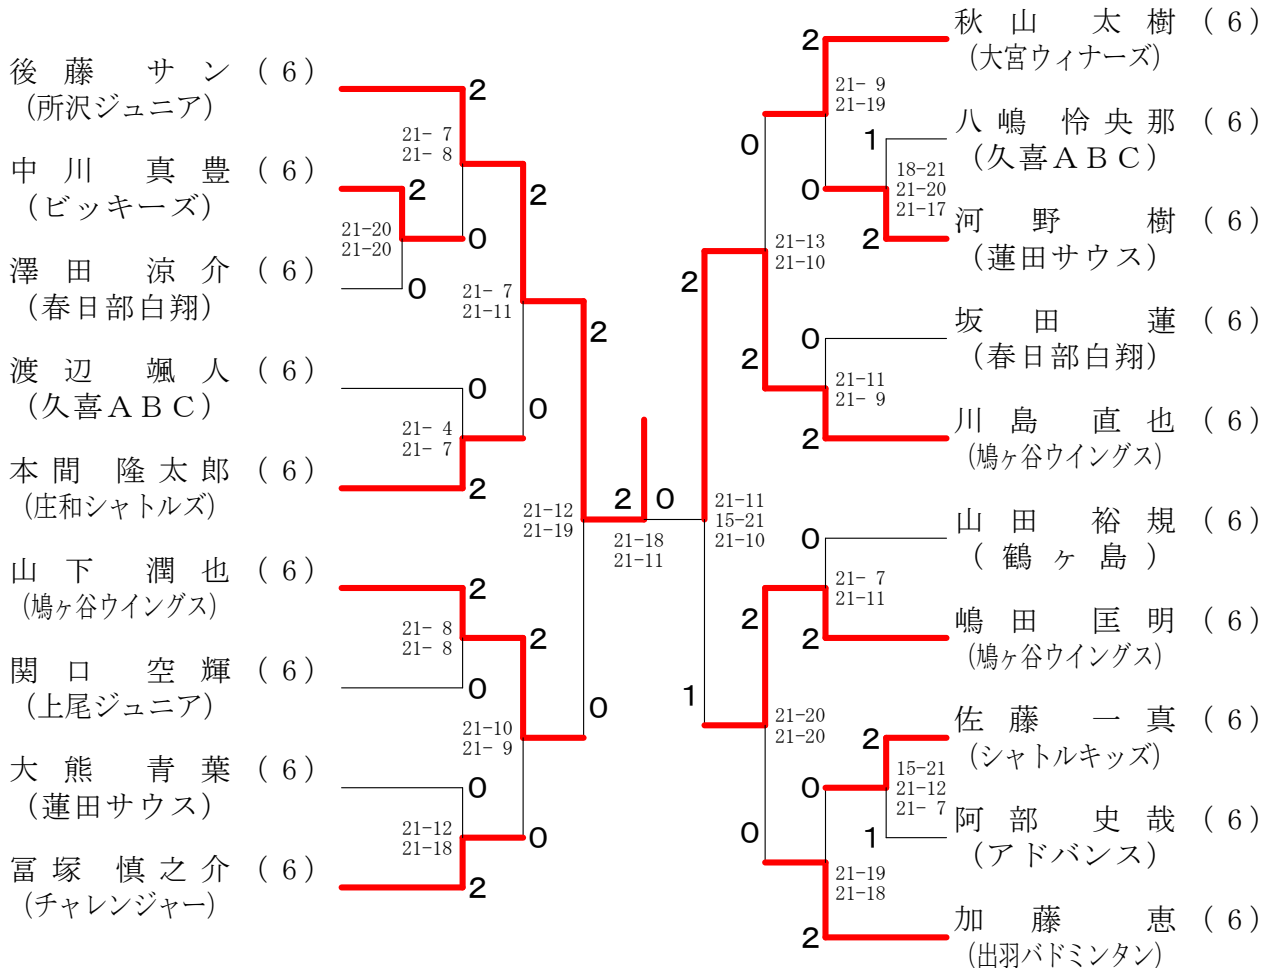 後藤 サン (6)
(所沢ジュニア)
中川 真豊 (6)
(ビッキーズ)
澤田 涼介 (6)
(春日部白翔)
渡辺 颯人 (6)
(久喜ABC)
本間 隆太郎 (6)
(庄和シャトルズ)
山下 潤也 (6)
(鳩ヶ谷ウイングス)
関口 空輝 (6)
(上尾ジュニア)
大熊 青葉 (6)
(蓮田サウス)
冨塚 慎之介 (6)
(チャレンジャー)
2
21- 7
21- 8
2
21-20
21-20
0
0
2
21- 7
21-11
0
0
21- 4
21- 7
2
2
21-12
21-19
2
21- 8
21- 8
0
2
21-10
21- 9
0
0
0
21-12
21-18
2
2
0
21-18
21-11
2
21-11
15-21
21-10
1
0
21-13
21-10
2
2
21- 9
21-19
0
1
18-21
21-20
21-17
2
0
21-11
21- 9
2
0
21- 7
21-11
2
2
21-20
21-20
0
2
15-21
21-12
21- 7
1
0
21-19
21-18
2
秋山 太樹 (6)
(大宮ウィナーズ)
八嶋 怜央那 (6)
(久喜ABC)
河野 樹 (6)
(蓮田サウス)
坂田 蓮 (6)
(春日部白翔)
川島 直也 (6)
(鳩ヶ谷ウイングス)
山田 裕規 (6)
(鶴ヶ島)
嶋田 匡明 (6)
(鳩ヶ谷ウイングス)
佐藤 一真 (6)
(シャトルキッズ)
阿部 史哉 (6)
(アドバンス)
加藤 恵 (6)
(出羽バドミンタン)